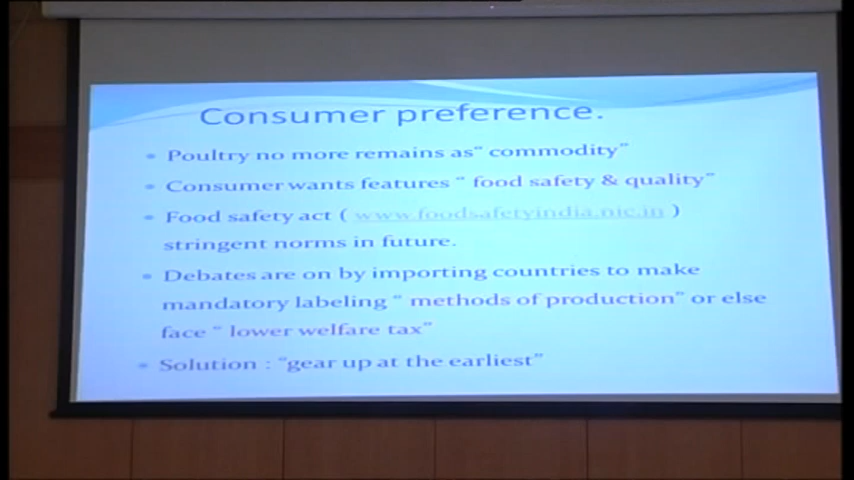 Consumer preference.
• Poultry no more remains as" commodity"
• Consumer wants features " food safety & quality"
• Food safety act ( www.foodsafetyindia.nic.in )
stringent norms in future.
• Debates are on by importing countries to make
mandatory labeling " methods of production" or else
face " lower welfare tax"
• Solution : "gear up at the earliest"